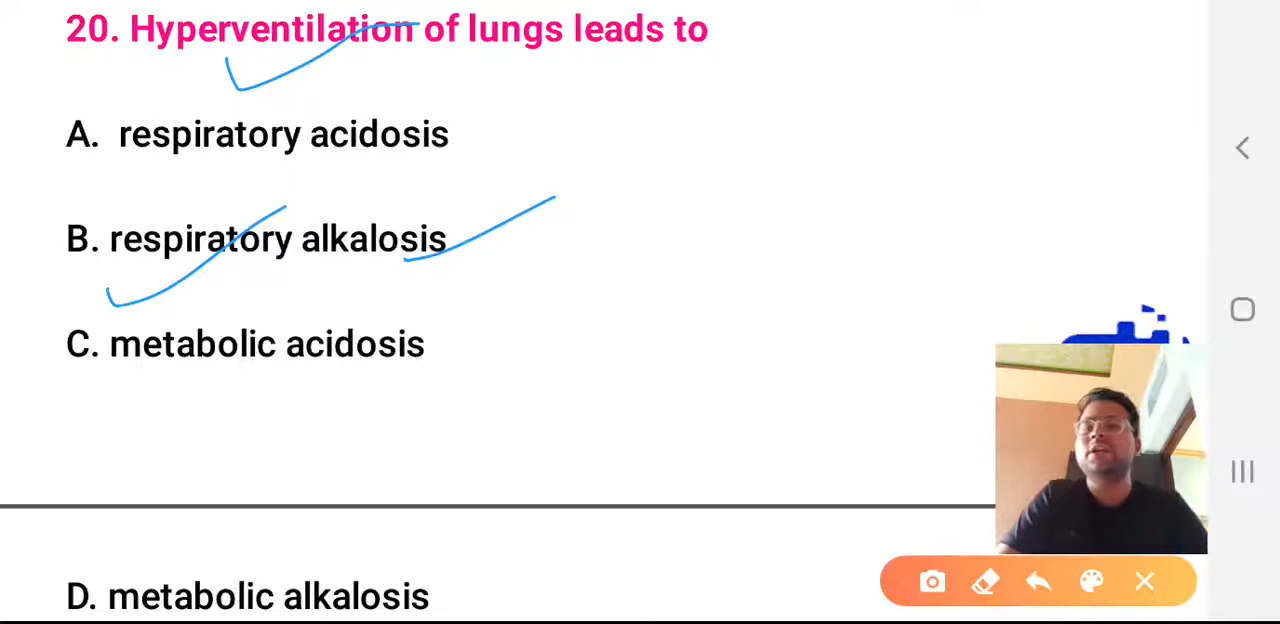 20. Hyperventilation of lungs leads to
A. respiratory acidosis
B. respiratory alkalosis
C. metabolic acidosis
D. metabolic alkalosis